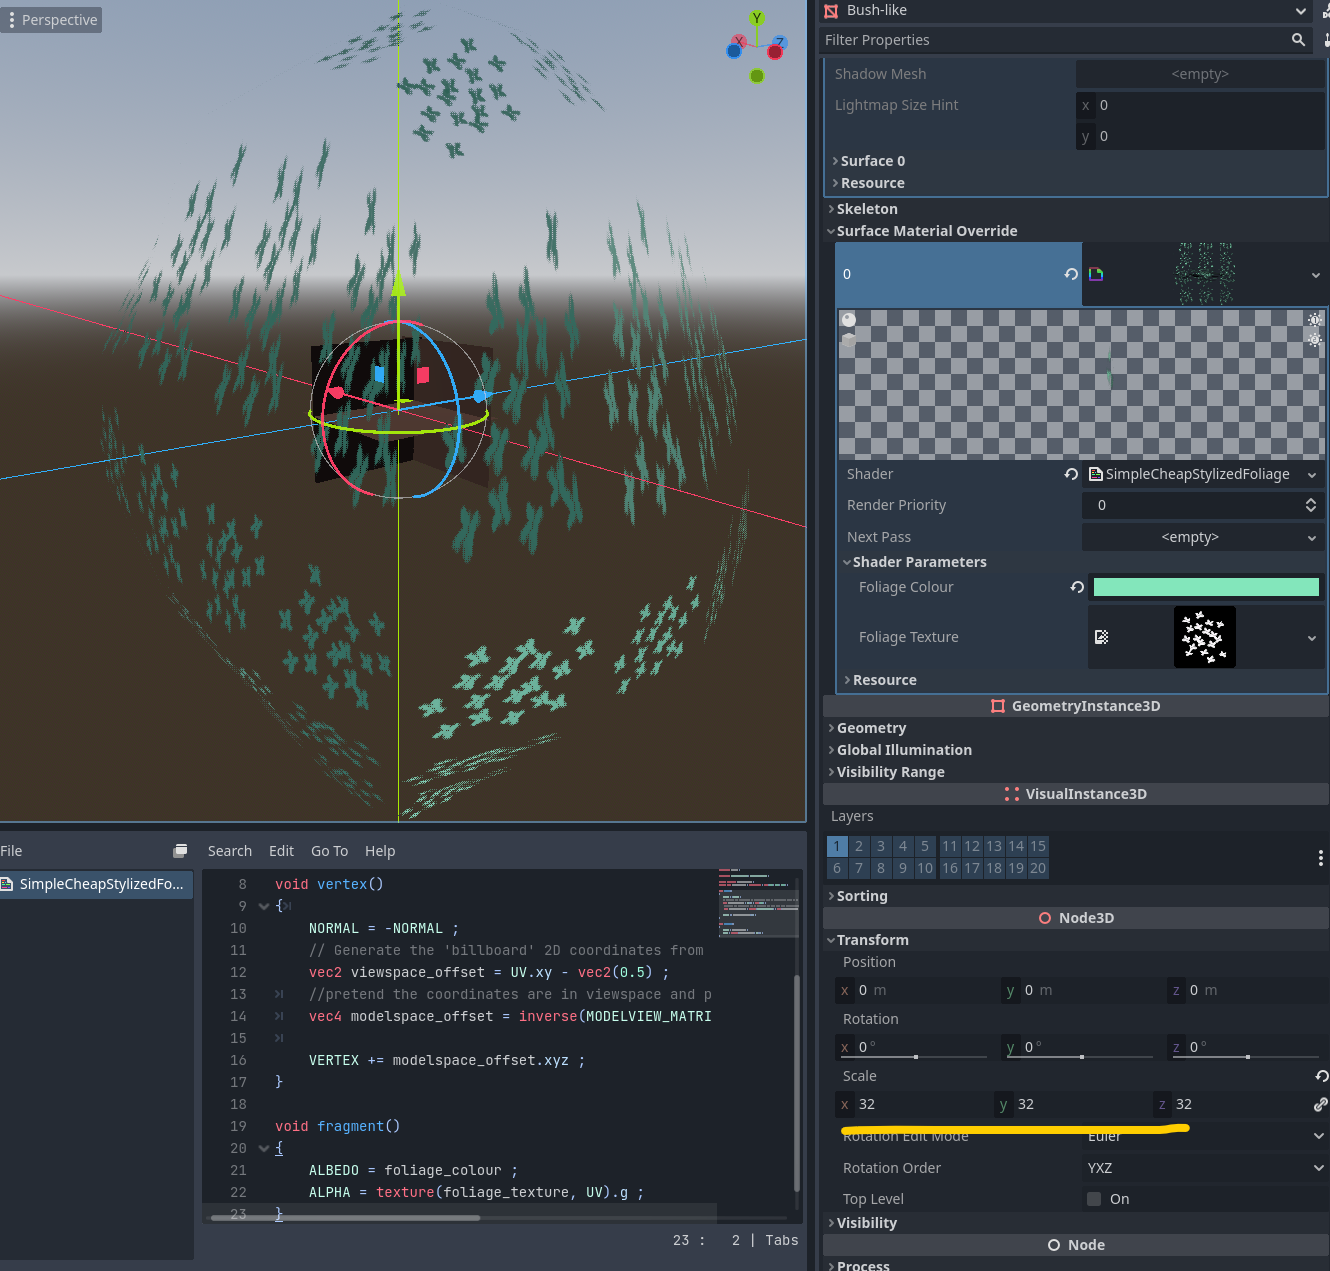 Perspective
Y
X
Z
Bush-like
Filter Properties
Shadow Mesh
<empty>
Lightmap Size Hint
x 0
y 0
Surface 0
Resource
Skeleton
Surface Material Override
0
Shader
SimpleCheapStylizedFoliage
Render Priority
0
Next Pass
<empty>
Shader Parameters
Foliage Colour
Foliage Texture
Resource
GeometryInstance3D
Geometry
Global Illumination
Visibility Range
VisualInstance3D
Layers
1 2 3 4 5 11 12 13 14 15
6 7 8 9 10 16 17 18 19 20
Sorting
Node3D
Transform
Position
x 0 m y 0 m z 0 m
Rotation
x 0 ° y 0 ° z 0 °
Scale
x 32 y 32 z 32
Rotation Edit Mode Euler
Rotation Order YXZ
Top Level On
Visibility
Node
Process
File
Search Edit Go To Help
SimpleCheapStylizedFo...
8 void vertex()
9 {
10 NORMAL = -NORMAL ;
11 // Generate the 'billboard' 2D coordinates from
12 vec2 viewspace_offset = UV.xy - vec2(0.5) ;
13 //pretend the coordinates are in viewspace and p
14 vec4 modelspace_offset = inverse(MODELVIEW_MATRI
15
16 VERTEX += modelspace_offset.xyz ;
17 }
18
19 void fragment()
20 {
21 ALBEDO = foliage_colour ;
22 ALPHA = texture(foliage_texture, UV).g ;
23 }
23 : 2 | Tabs